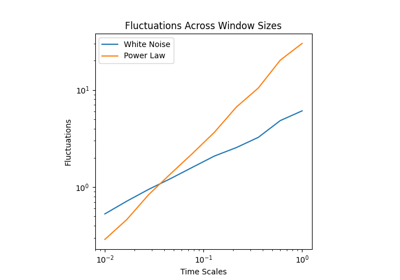 Fluctuations Across Window Sizes
White Noise
Power Law
Fluctuations
10¹
10⁰
10⁻²
10⁻¹
10⁰
Time Scales